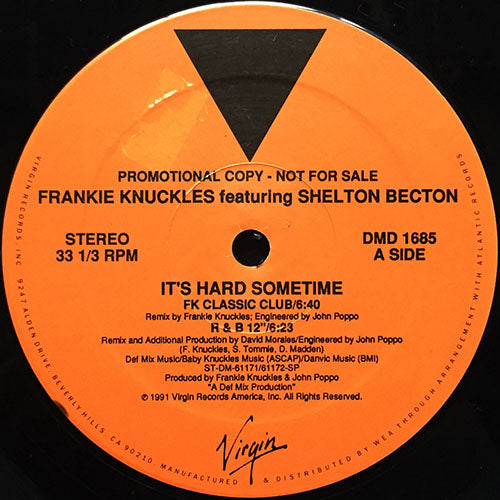 PROMOTIONAL COPY - NOT FOR SALE
FRANKIE KNUCKLES featuring SHELTON BECTON
STEREO
33 1/3 RPM
DMD 1685
A SIDE
IT'S HARD SOMETIME
FK CLASSIC CLUB/6:40
Remix by Frankie Knuckles; Engineered by John Poppo
R & B 12"/6:23
Remix and Additional Production by David Morales/Engineered by John Poppo
(F. Knuckles, S. Tommie, D. Madden)
Def Mix Music/Baby Knuckles Music (ASCAP)/Danvic Music (BMI)
ST-DM-61171/61172-SP
Produced by Frankie Knuckles & John Poppo
"A Def Mix Production"
© 1991 Virgin Records America, Inc. All Rights Reserved.
Virgin
VIRGIN RECORDS, INC. 9247 ALDEN DRIVE, BEVERLY HILLS, CA 90210 · MANUFACTURED & DISTRIBUTED BY WEA THROUGH ARRANGEMENT WITH ATLANTIC RECORDS.